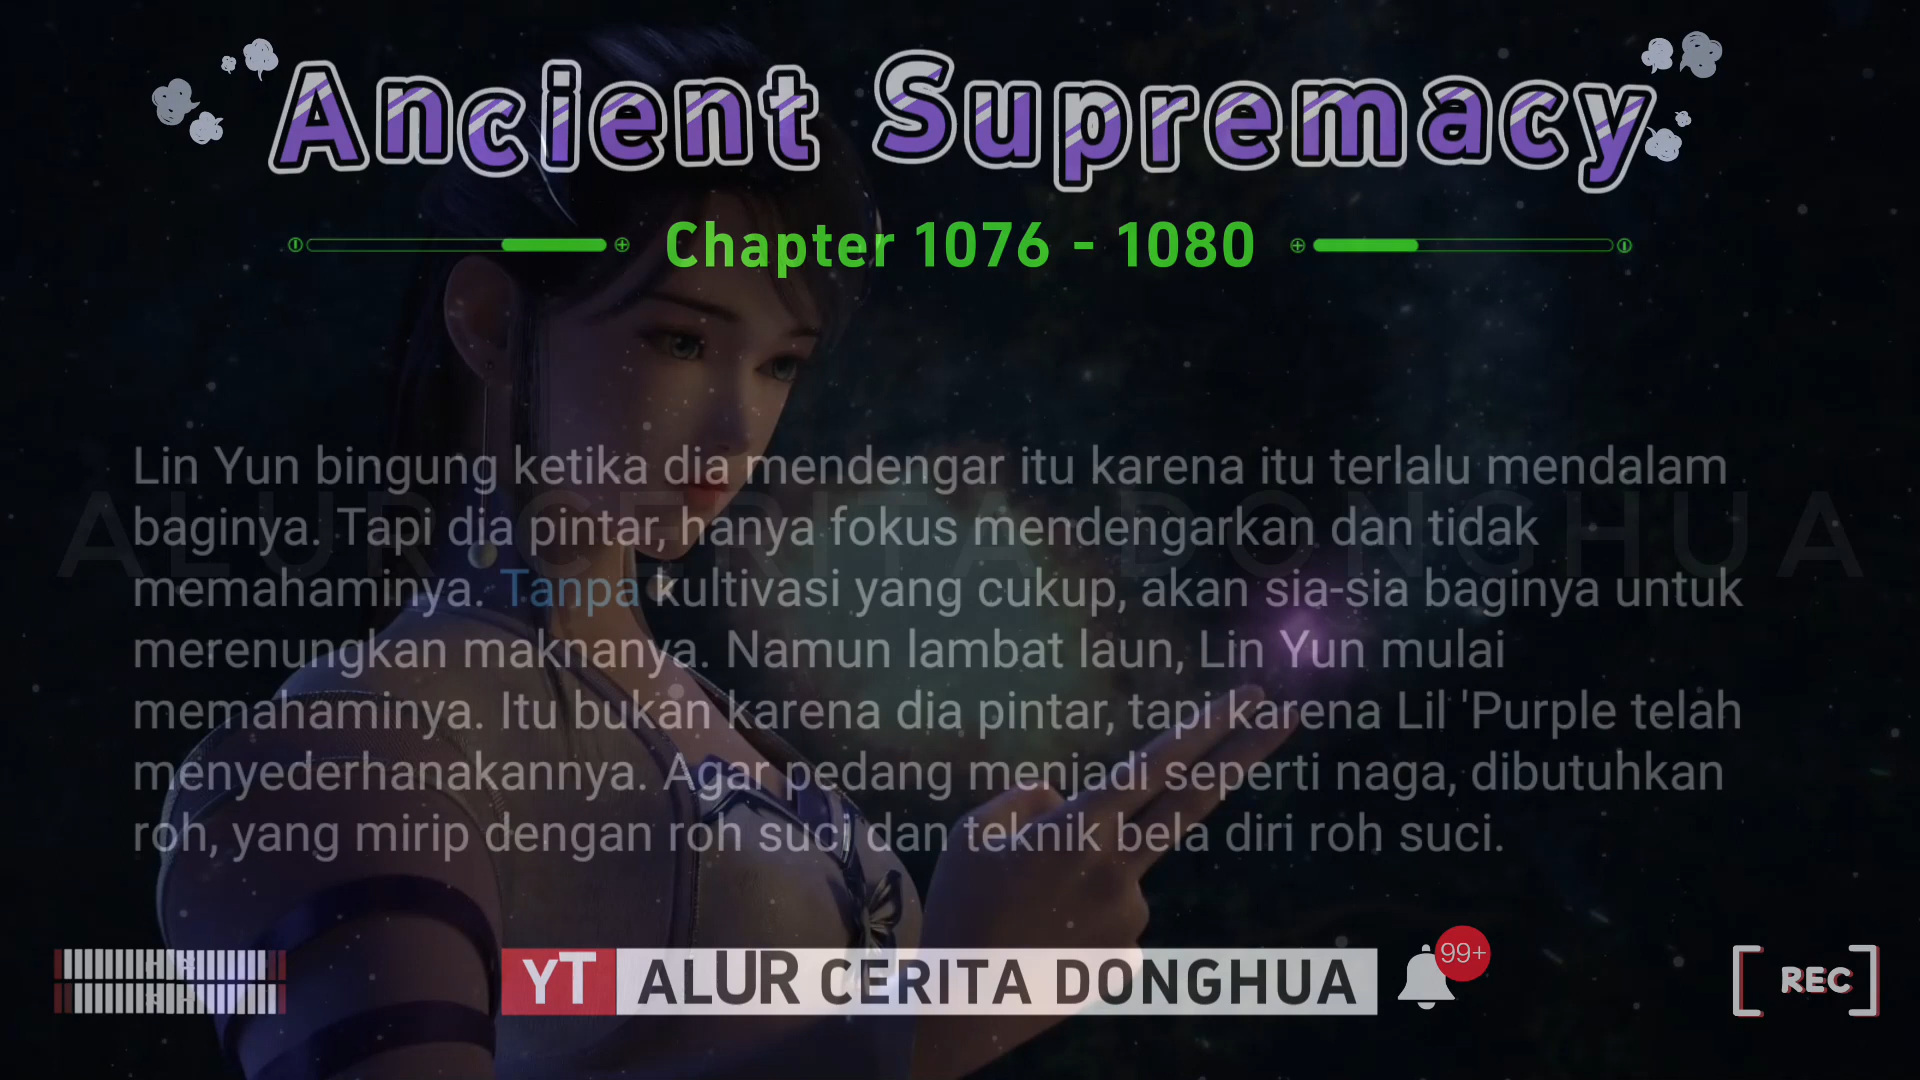 Ancient Supremacy
Chapter 1076 - 1080
Lin Yun bingung ketika dia mendengar itu karena itu terlalu mendalam
baginya. Tapi dia pintar, hanya fokus mendengarkan dan tidak
memahaminya. Tanpa kultivasi yang cukup, akan sia-sia baginya untuk
merenungkan maknanya. Namun lambat laun, Lin Yun mulai
memahaminya. Itu bukan karena dia pintar, tapi karena Lil 'Purple telah
menyederhanakannya. Agar pedang menjadi seperti naga, dibutuhkan
roh, yang mirip dengan roh suci dan teknik bela diri roh suci.
ALUR CERITA DONGHUA
YT ALUR CERITA DONGHUA
99+
REC